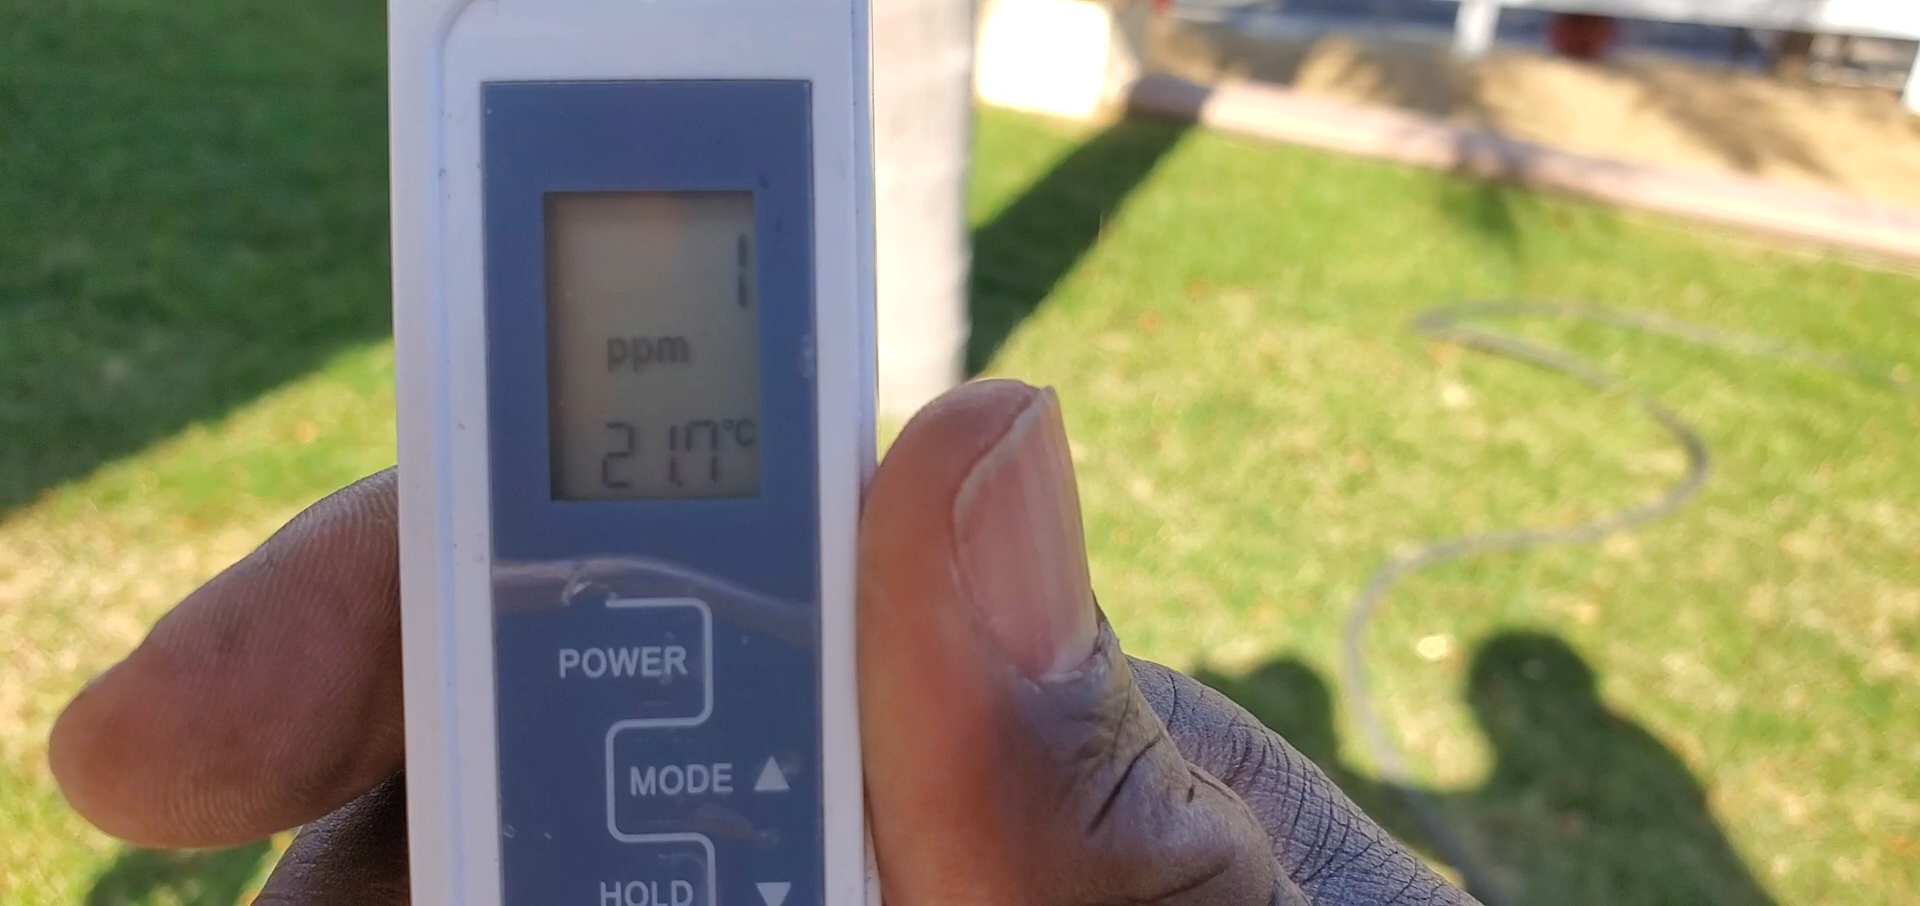 1
ppm
21.7°C
POWER
MODE ▲
HOLD ▼